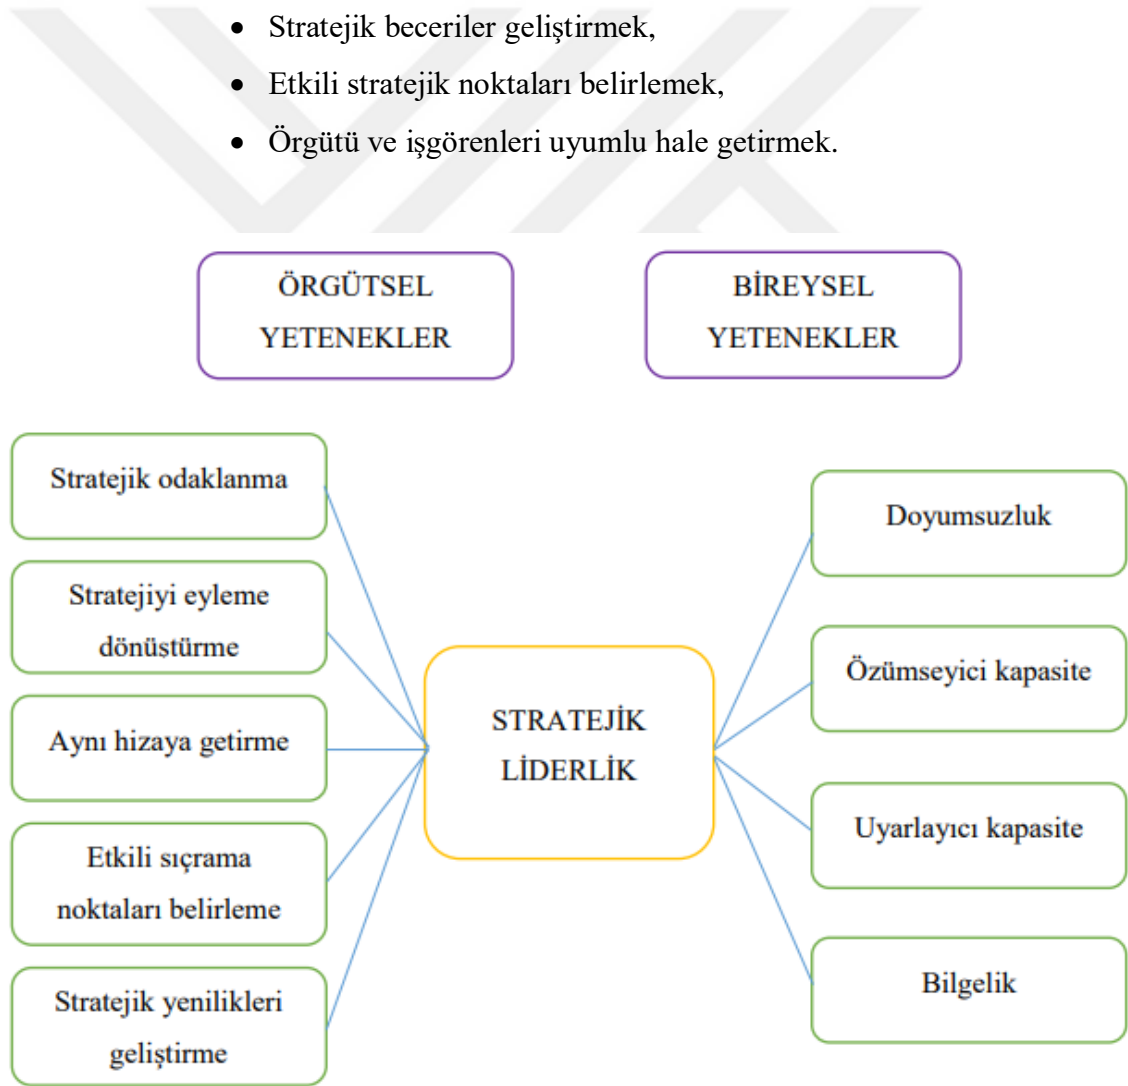 • Stratejik beceriler geliştirmek,
• Etkili stratejik noktaları belirlemek,
• Örgütü ve işgörenleri uyumlu hale getirmek.
ÖRGÜTSEL
YETENEKLER
BİREYSEL
YETENEKLER
Stratejik odaklanma
Stratejiyi eyleme
dönüstürme
Aynı hizaya getirme
Etkili sıçrama
noktaları belirleme
Stratejik yenilikleri
geliştirme
STRATEJİK
LİDERLİK
Doyumsuzluk
Özümseyici kapasite
Uyarlayıcı kapasite
Bilgelik